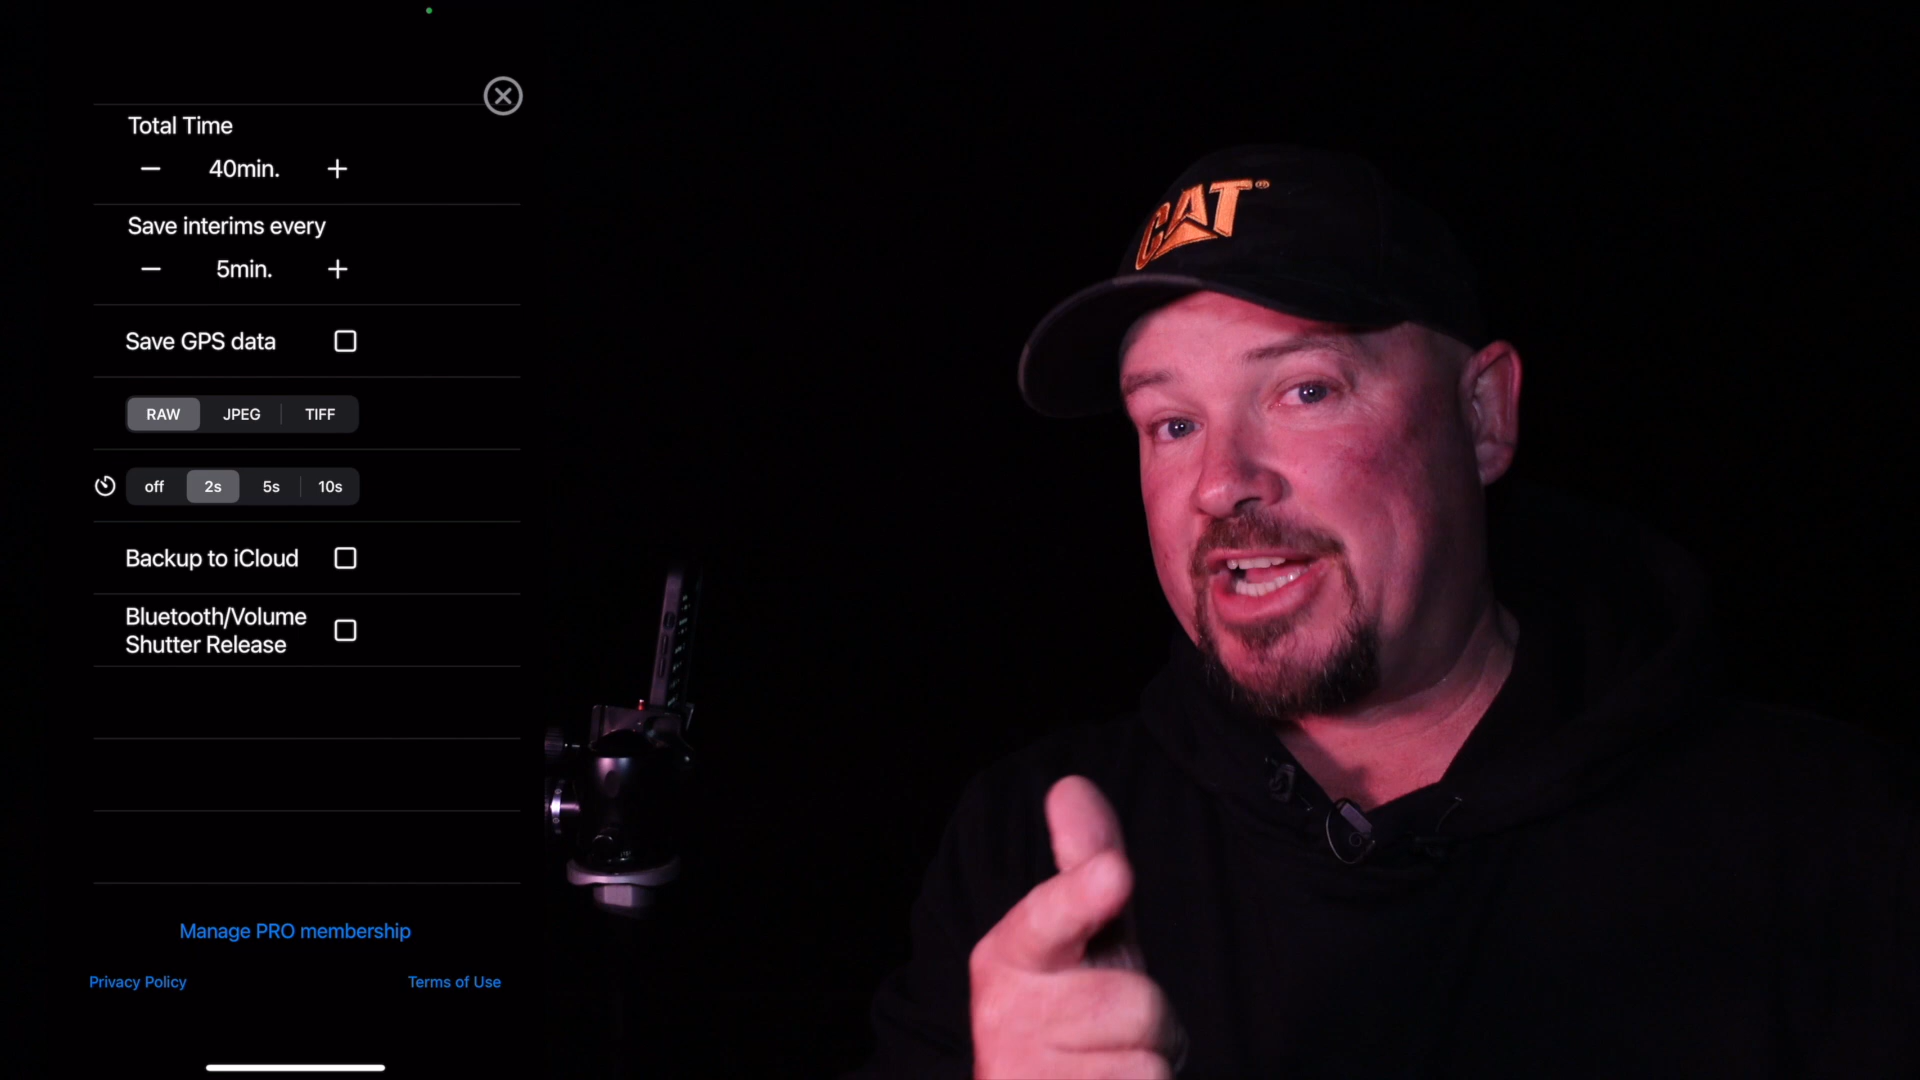 Total Time
40min.
Save interims every
5min.
Save GPS data
RAW JPEG TIFF
off 2s 5s 10s
Backup to iCloud
Bluetooth/Volume
Shutter Release
Manage PRO membership
Privacy Policy Terms of Use
CAT®